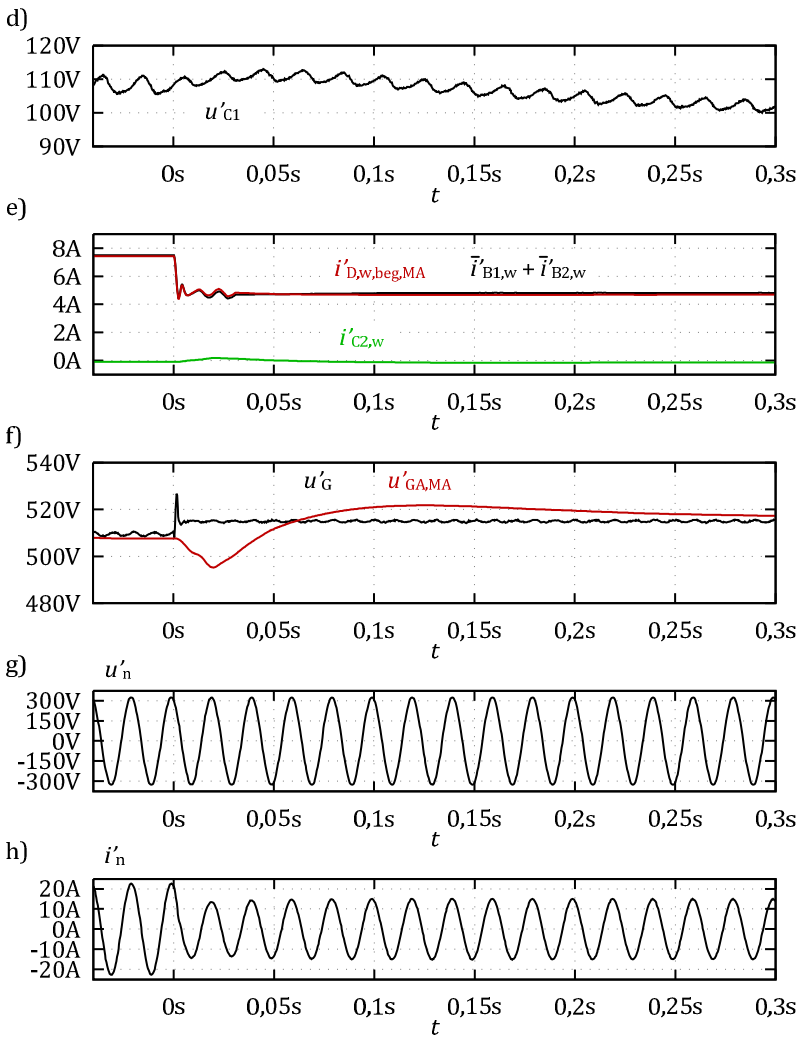 d)
120V
110V
100V
90V
u′C1
0s 0,05s 0,1s 0,15s 0,2s 0,25s 0,3s
t
e)
8A
6A
4A
2A
0A
i′D,w,beg,MA i̅′B1,w + i̅′B2,w
i′C2,w
0s 0,05s 0,1s 0,15s 0,2s 0,25s 0,3s
t
f)
540V
520V
500V
480V
u′G u′GA,MA
0s 0,05s 0,1s 0,15s 0,2s 0,25s 0,3s
t
g) u′n
300V
150V
0V
-150V
-300V
0s 0,05s 0,1s 0,15s 0,2s 0,25s 0,3s
t
h) i′n
20A
10A
0A
-10A
-20A
0s 0,05s 0,1s 0,15s 0,2s 0,25s 0,3s
t